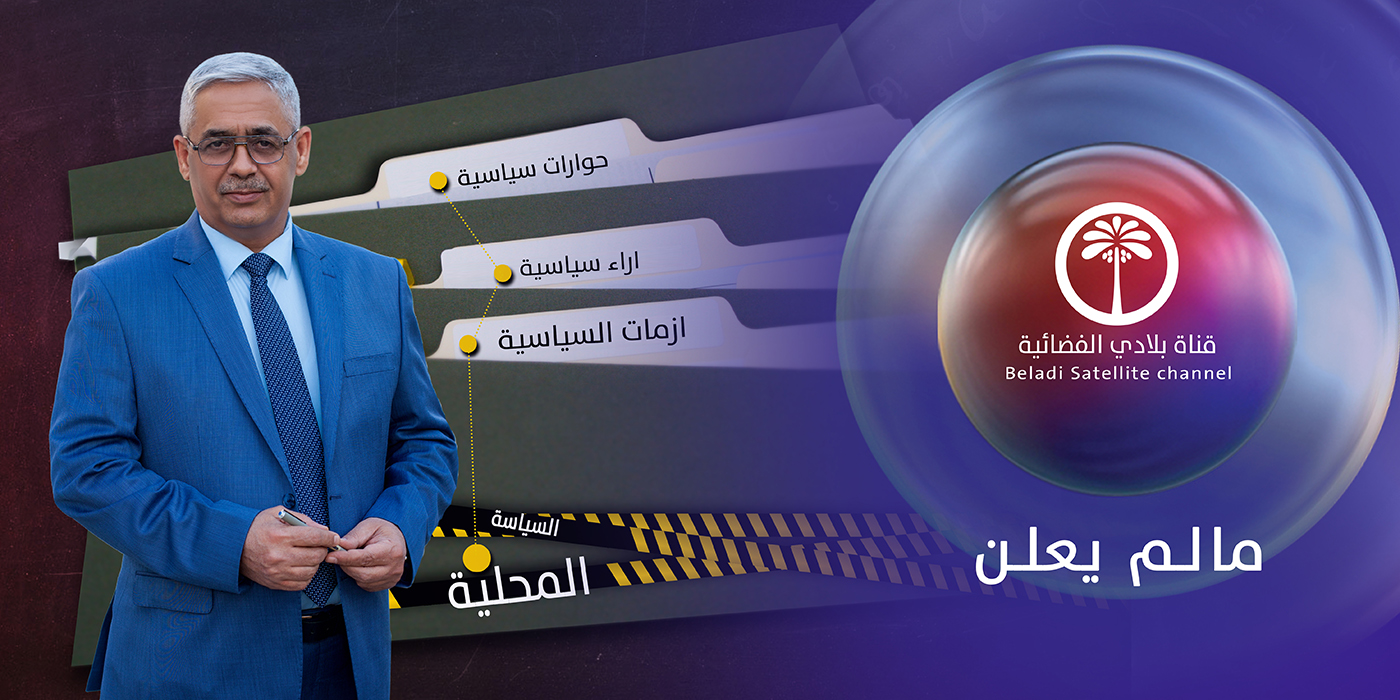 حوارات سياسية
اراء سياسية
ازمات السياسية
السياسة
المحلية
قناة بلادي الفضائية
Beladi Satellite channel
مالم يعلن